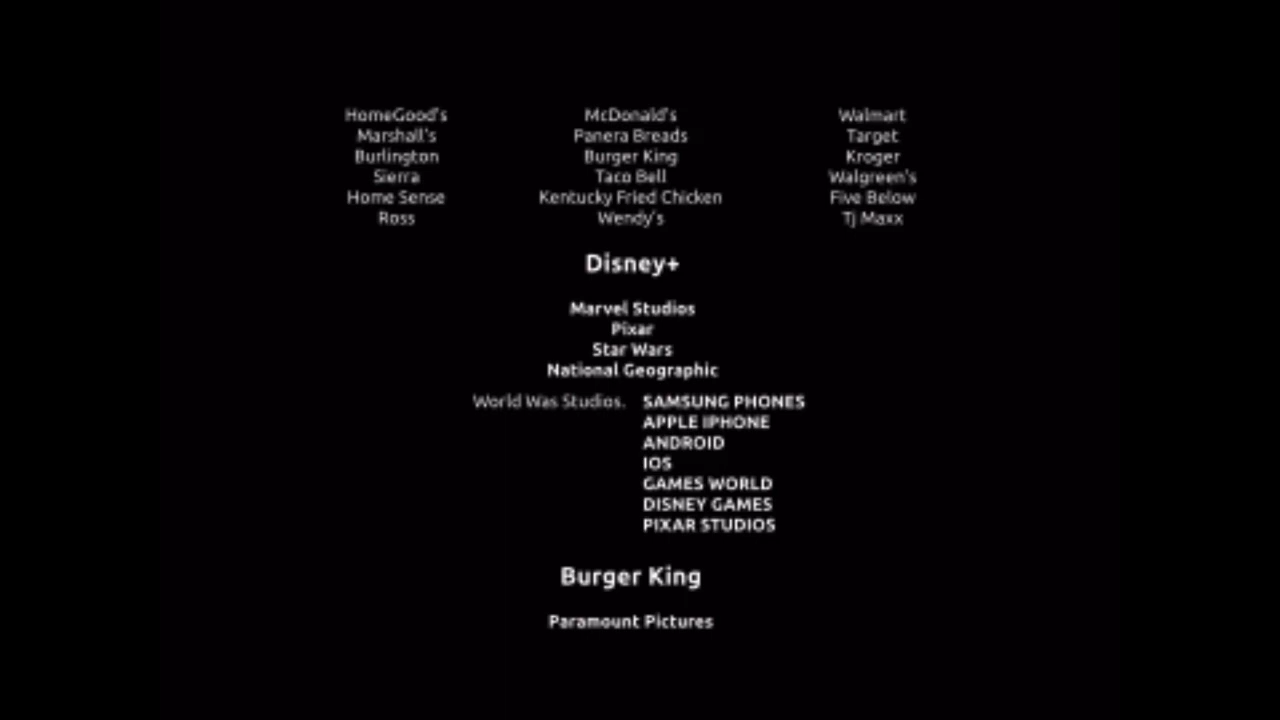 HomeGood's McDonald's Walmart
Marshall's Panera Breads Target
Burlington Burger King Kroger
Sierra Taco Bell Walgreen's
Home Sense Kentucky Fried Chicken Five Below
Ross Wendy's Tj Maxx
Disney+
Marvel Studios
Pixar
Star Wars
National Geographic
World Was Studios. SAMSUNG PHONES
APPLE IPHONE
ANDROID
IOS
GAMES WORLD
DISNEY GAMES
PIXAR STUDIOS
Burger King
Paramount Pictures